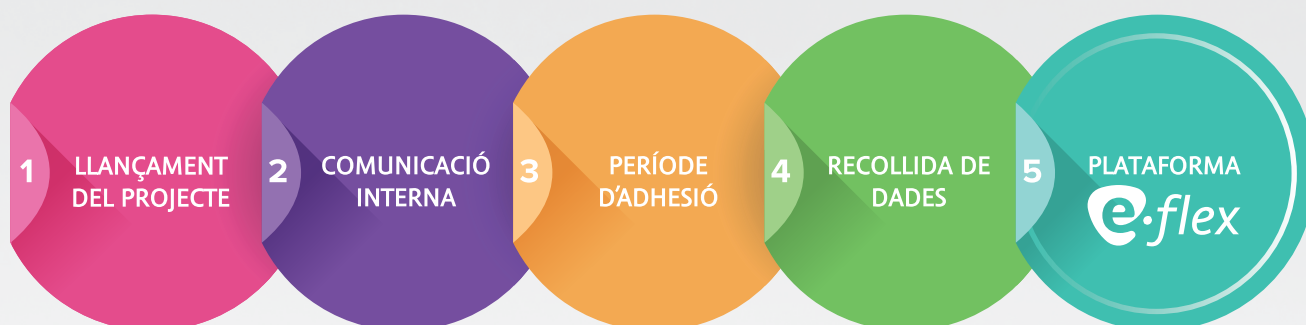 1
LLANÇAMENT
DEL PROJECTE
2
COMUNICACIÓ
INTERNA
3
PERÍODE
D'ADHESIÓ
4
RECOLLIDA DE
DADES
5
PLATAFORMA
e·flex